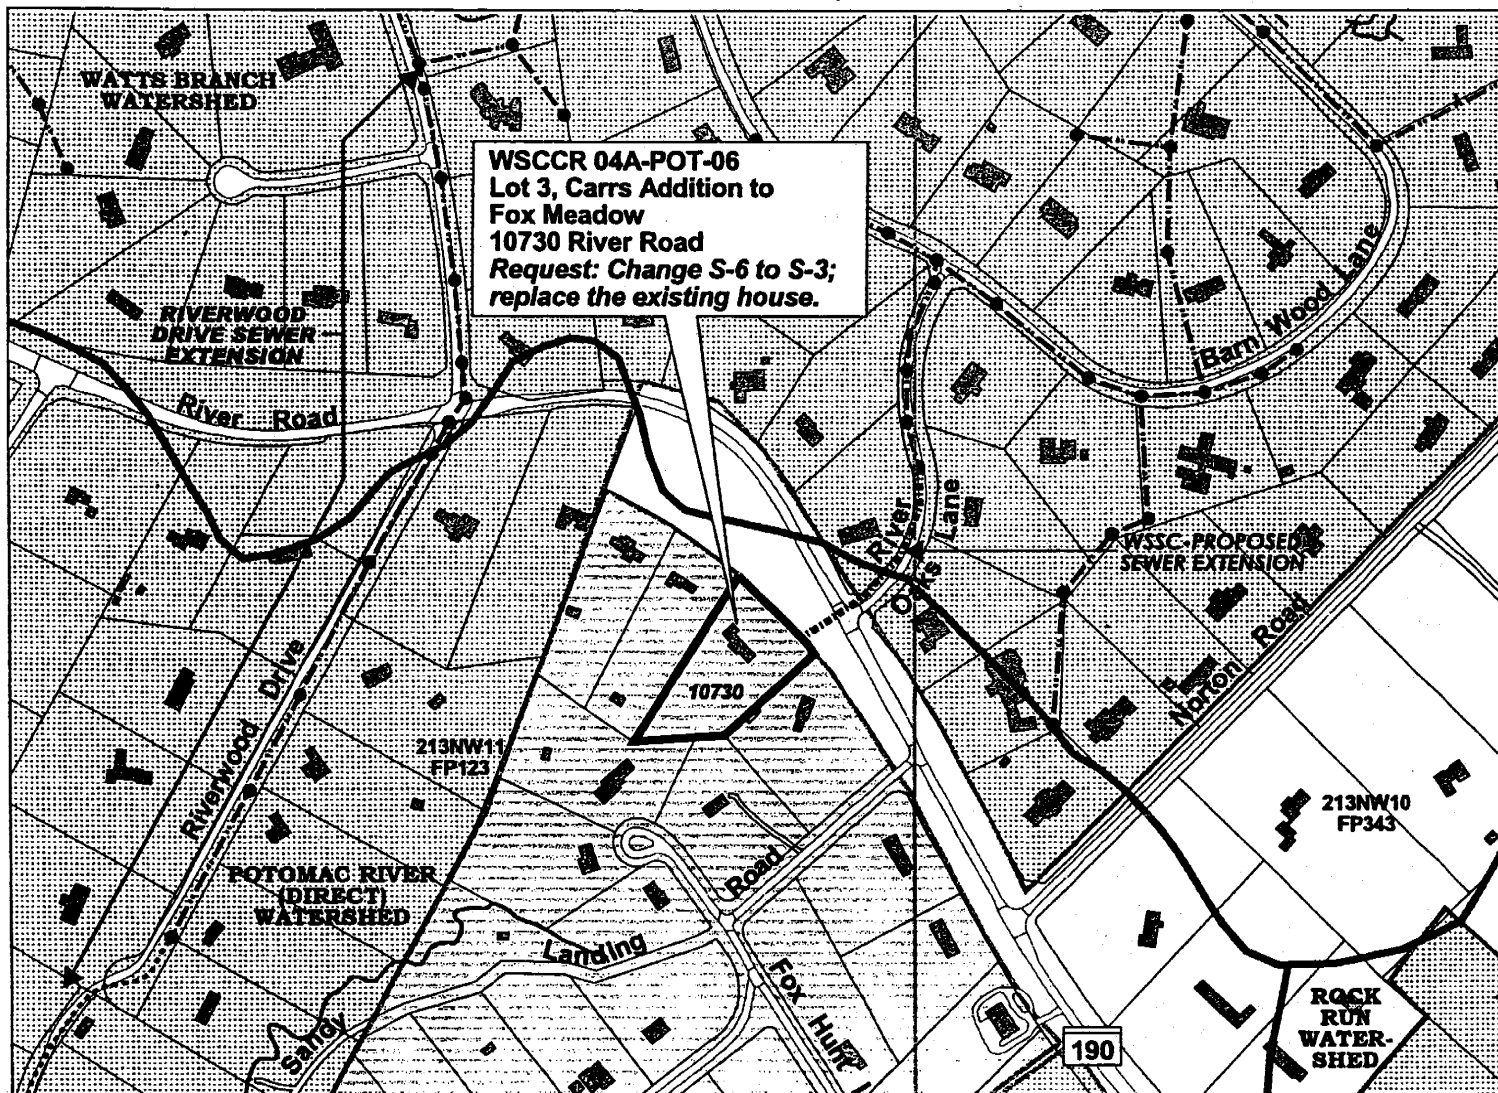 WATTS BRANCH
WATERSHED
WSCCR 04A-POT-06
Lot 3, Carrs Addition to
Fox Meadow
10730 River Road
Request: Change S-6 to S-3;
replace the existing house.
RIVERWOOD
DRIVE SEWER
EXTENSION
River Road
Barn Wood Lane
River Oaks Lane
WSSC-PROPOSED
SEWER EXTENSION
Norton Road
10730
Riverwood Drive
213NW11
FP123
213NW10
FP343
POTOMAC RIVER
(DIRECT)
WATERSHED
Sandy Landing Road
Fox Hunt
190
ROCK
RUN
WATER-
SHED